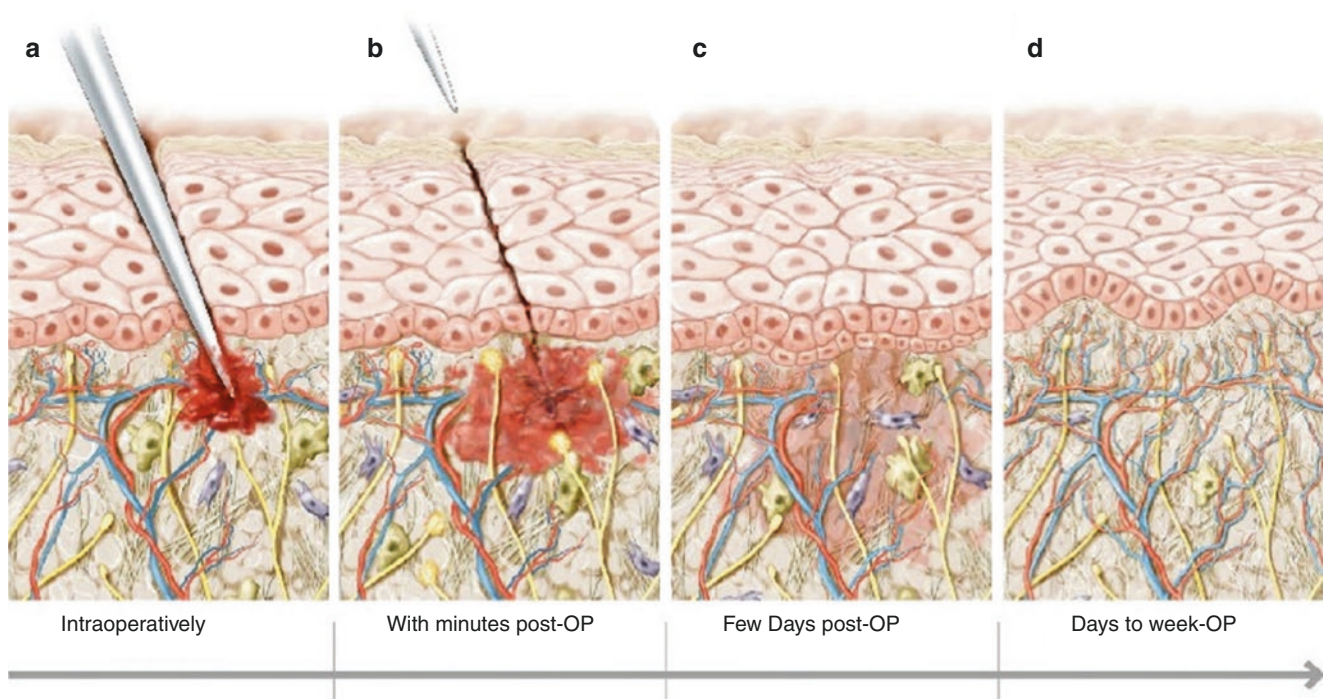 a
b
c
d
Intraoperatively
With minutes post-OP
Few Days post-OP
Days to week-OP